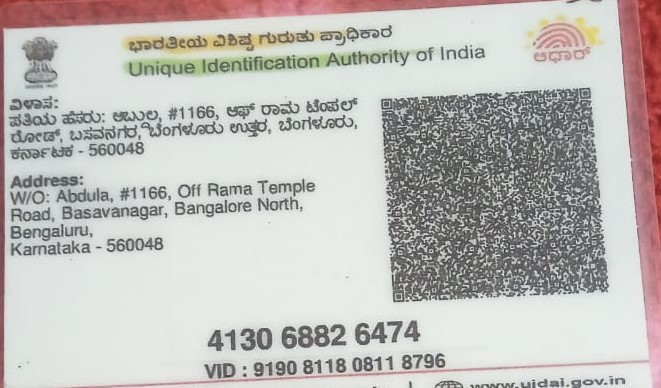 ಭಾರತೀಯ ವಿಶಿಷ್ಟ ಗುರುತು ಪ್ರಾಧಿಕಾರ
Unique Identification Authority of India
ಆಧಾರ್
ವಿಳಾಸ:
ಪತಿಯ ಹೆಸರು: ಅಬುಲ, #1166, ಆಫ್ ರಾಮ ಟೆಂಪಲ್
ರೋಡ್, ಬಸವನಗರ, ಬೆಂಗಳೂರು ಉತ್ತರ, ಬೆಂಗಳೂರು,
ಕರ್ನಾಟಕ - 560048
Address:
W/O: Abdula, #1166, Off Rama Temple
Road, Basavanagar, Bangalore North,
Bengaluru,
Karnataka - 560048
4130 6882 6474
VID : 9190 8118 0811 8796
www.uidai.gov.in